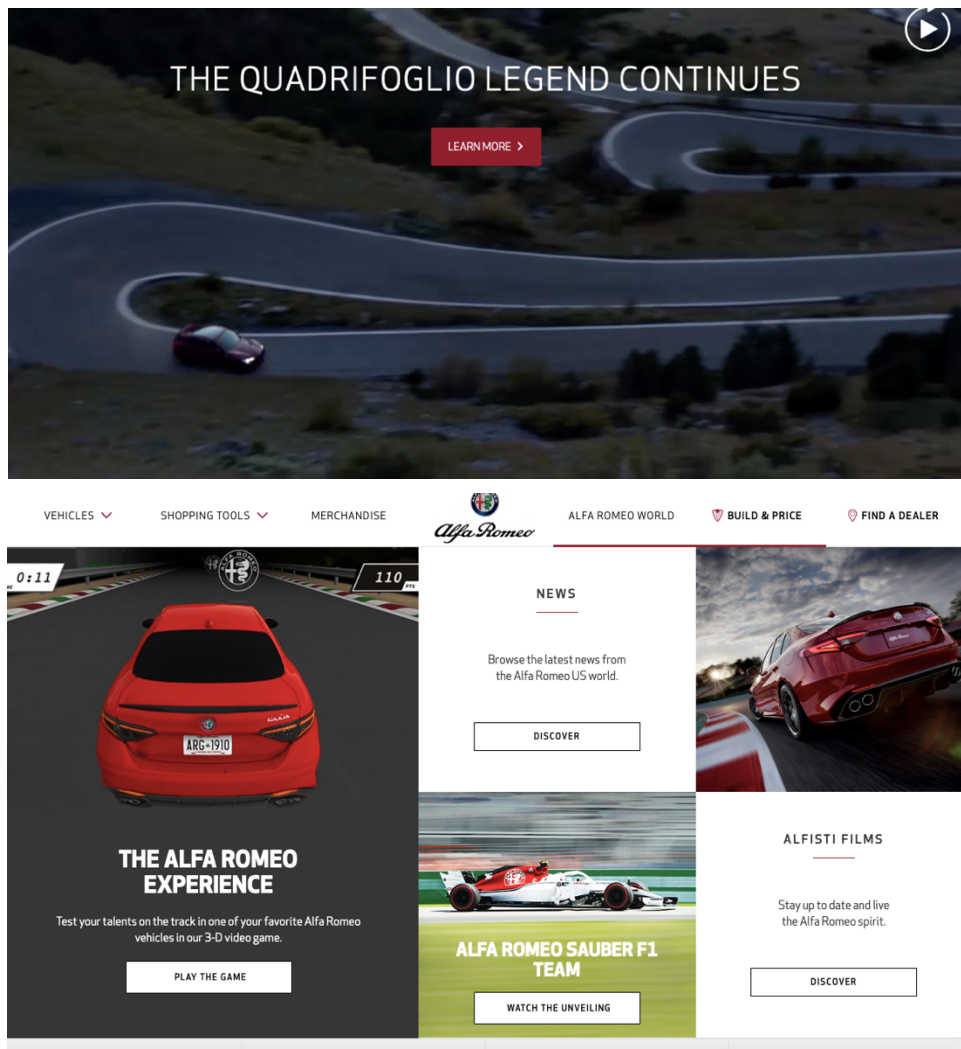 THE QUADRIFOGLIO LEGEND CONTINUES
LEARN MORE
VEHICLES
SHOPPING TOOLS
MERCHANDISE
Alfa Romeo
ALFA ROMEO WORLD
BUILD & PRICE
FIND A DEALER
0:11
ALFA ROMEO
110
PTS
GIULIA
ARG 1910
THE ALFA ROMEO
EXPERIENCE
Test your talents on the track in one of your favorite Alfa Romeo
vehicles in our 3-D video game.
PLAY THE GAME
NEWS
Browse the latest news from
the Alfa Romeo US world.
DISCOVER
Alfa Romeo
ALFA ROMEO SAUBER F1
TEAM
WATCH THE UNVEILING
ALFISTI FILMS
Stay up to date and live
the Alfa Romeo spirit.
DISCOVER